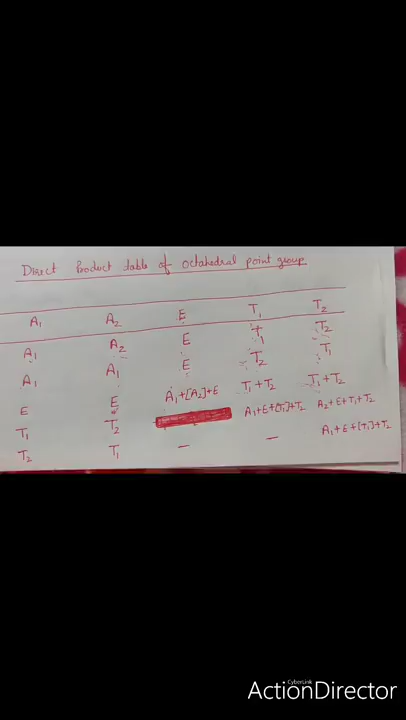 Direct Product table of octahedral point group
A₁ A₂ E T₁ T₂
A₁ A₂ E T₁ T₂
A₁ A₁ E T₂ T₁
E E A₁+[A₂]+E T₁+T₂ T₁+T₂
T₁ T₂ A₁+E+[T₁]+T₂ A₂+E+T₁+T₂
T₂ T₁ – – A₁+E+[T₁]+T₂
CyberLink
ActionDirector